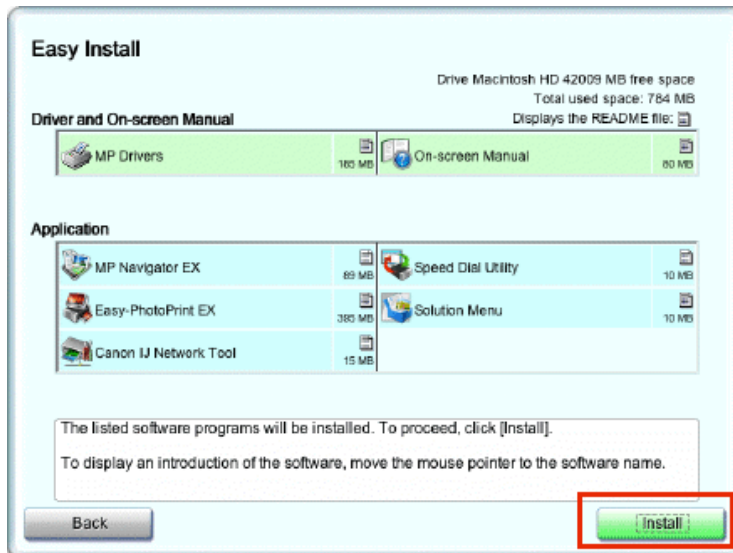 Easy Install
Drive Macintosh HD 42009 MB free space
Total used space: 784 MB
Driver and On-screen Manual
Displays the README file:
MP Drivers
165 MB
On-screen Manual
80 MB
Application
MP Navigator EX
89 MB
Speed Dial Utility
10 MB
Easy-PhotoPrint EX
385 MB
Solution Menu
10 MB
Canon IJ Network Tool
15 MB
The listed software programs will be installed. To proceed, click [Install].
To display an introduction of the software, move the mouse pointer to the software name.
Back
Install